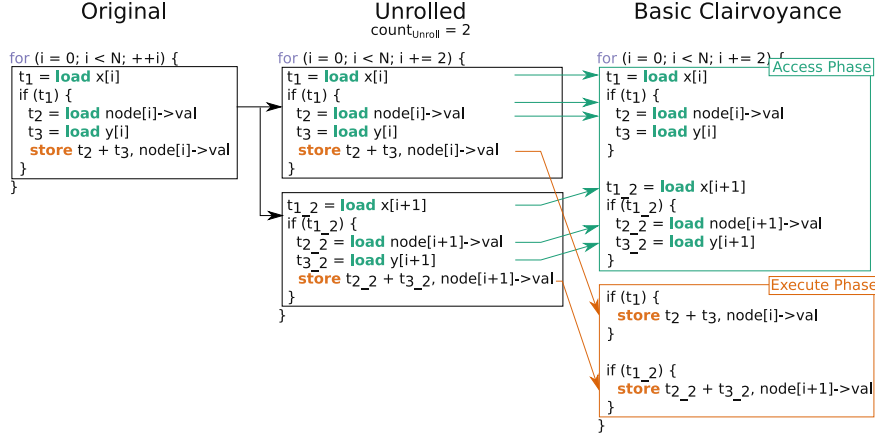 Original
for (i = 0; i < N; ++i) {
t1 = load x[i]
if (t1) {
t2 = load node[i]->val
t3 = load y[i]
store t2 + t3, node[i]->val
}
}
Unrolled
countUnroll = 2
for (i = 0; i < N; i += 2) {
t1 = load x[i]
if (t1) {
t2 = load node[i]->val
t3 = load y[i]
store t2 + t3, node[i]->val
}
t1_2 = load x[i+1]
if (t1_2) {
t2_2 = load node[i+1]->val
t3_2 = load y[i+1]
store t2_2 + t3_2, node[i+1]->val
}
}
Basic Clairvoyance
for (i = 0; i < N; i += 2) {
Access Phase
t1 = load x[i]
if (t1) {
t2 = load node[i]->val
t3 = load y[i]
}
t1_2 = load x[i+1]
if (t1_2) {
t2_2 = load node[i+1]->val
t3_2 = load y[i+1]
}
Execute Phase
if (t1) {
store t2 + t3, node[i]->val
}
if (t1_2) {
store t2_2 + t3_2, node[i+1]->val
}
}